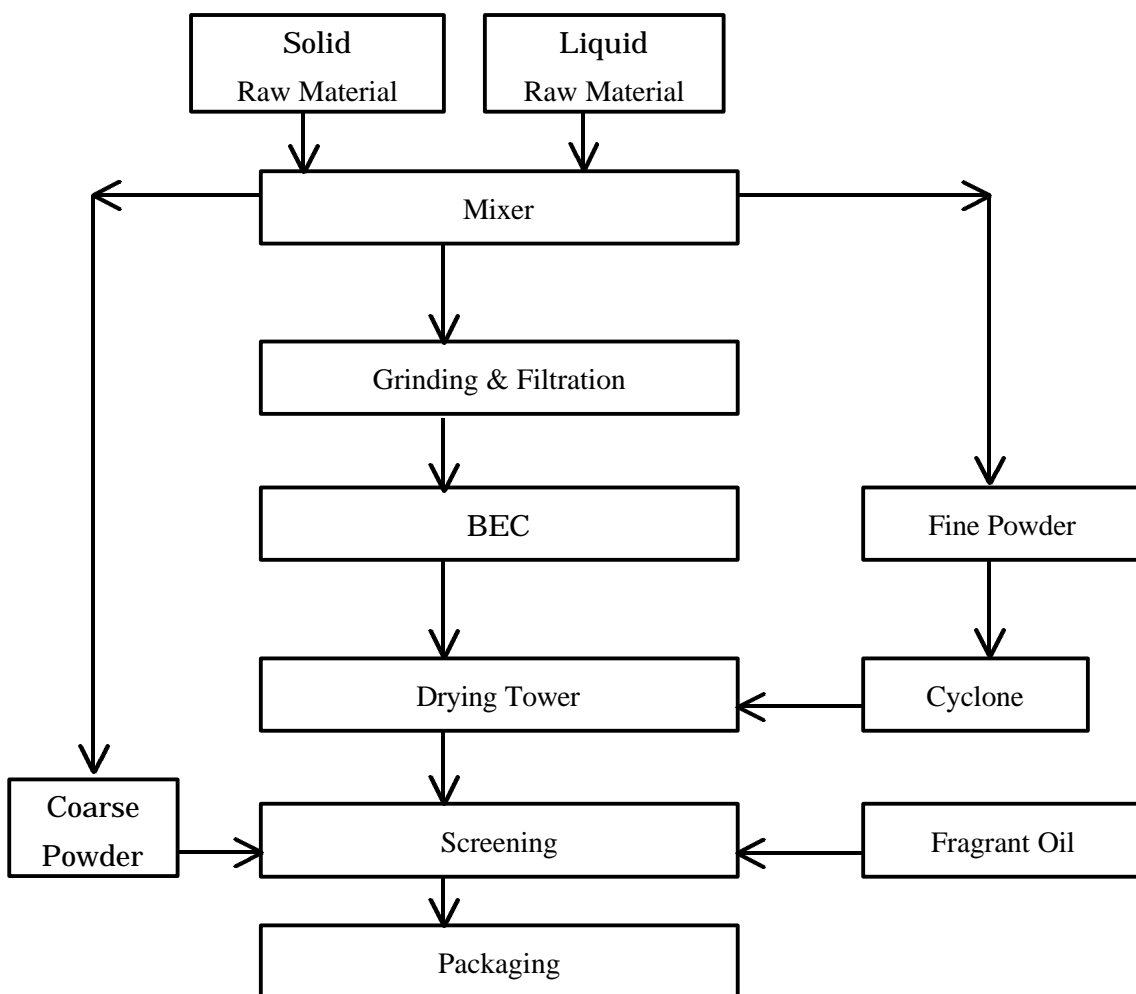 Solid
Raw Material
Liquid
Raw Material
Mixer
Grinding & Filtration
BEC
Fine Powder
Drying Tower
Cyclone
Coarse
Powder
Screening
Fragrant Oil
Packaging